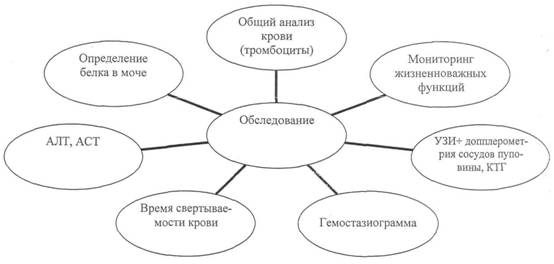 Общий анализ
крови
(тромбоциты)
Определение
белка в моче
Мониторинг
жизненноважных
функций
Обследование
АЛТ, АСТ
УЗИ+ допплеромет-
рия сосудов пупо-
вины, КТГ
Время свертывае-
мости крови
Гемостазиограмма